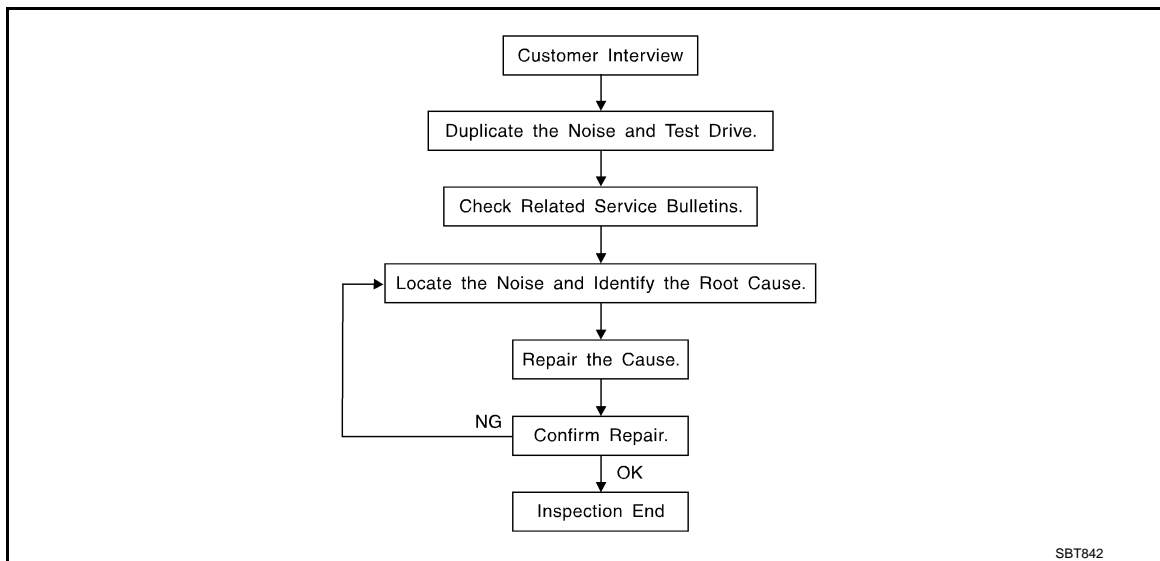 Customer Interview
Duplicate the Noise and Test Drive.
Check Related Service Bulletins.
Locate the Noise and Identify the Root Cause.
Repair the Cause.
NG
Confirm Repair.
OK
Inspection End
SBT842